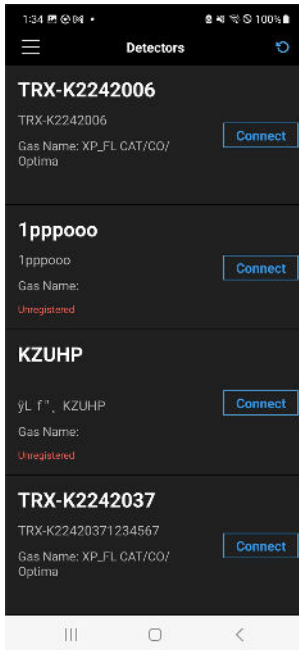 1:34
100%
Detectors
TRX-K2242006
TRX-K2242006
Gas Name: XP_FL CAT/CO/
Optima
Connect
1pppooo
1pppooo
Gas Name:
Unregistered
Connect
KZUHP
ÿL f", KZUHP
Gas Name:
Unregistered
Connect
TRX-K2242037
TRX-K22420371234567
Gas Name: XP_FL CAT/CO/
Optima
Connect